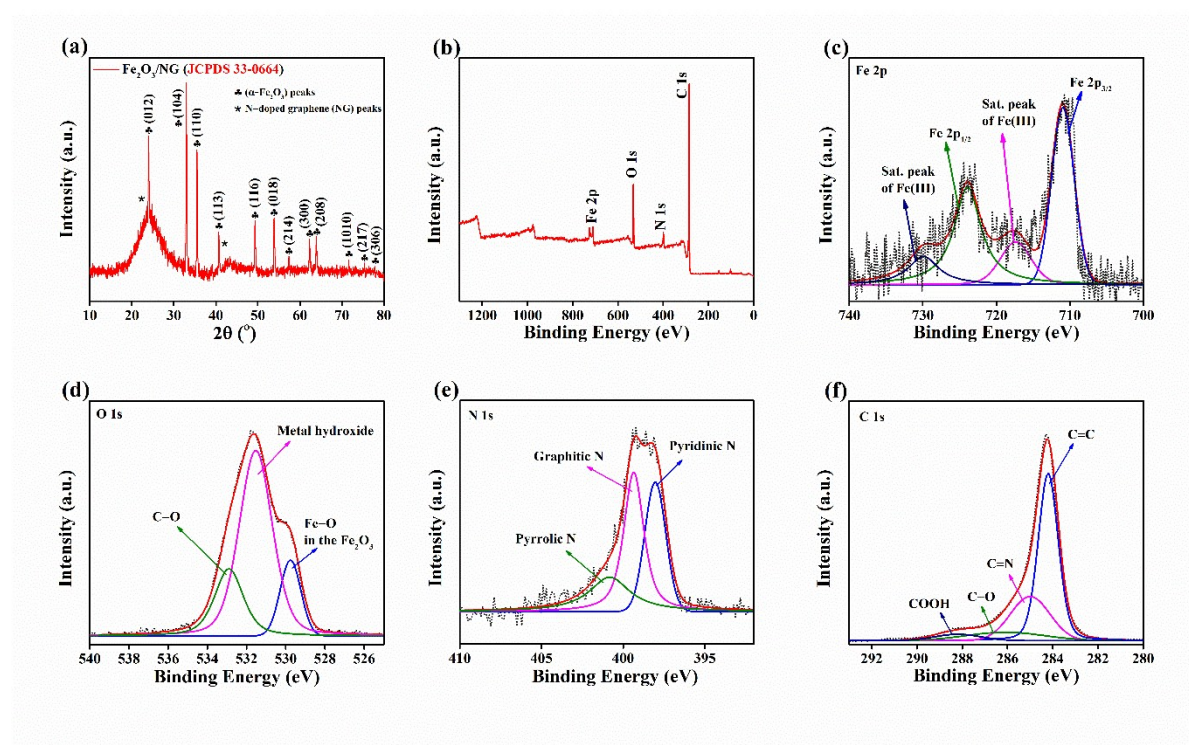 (a)
Fe₂O₃/NG (JCPDS 33-0664)
♣ (α-Fe₂O₃) peaks
* N−doped graphene (NG) peaks
♣ (012)
♣ (104)
♣ (110)
♣ (113)
♣ (116)
♣ (018)
♣ (214)
♣ (300)
♣ (208)
♣ (1010)
♣ (217)
♣ (306)
*
*
Intensity (a.u.)
10 20 30 40 50 60 70 80
2θ (°)
(b)
C 1s
O 1s
Fe 2p
N 1s
Intensity (a.u.)
1200 1000 800 600 400 200 0
Binding Energy (eV)
(c)
Fe 2p
Fe 2p3/2
Sat. peak
of Fe(III)
Fe 2p1/2
Sat. peak
of Fe(III)
Intensity (a.u.)
740 730 720 710 700
Binding Energy (eV)
(d)
O 1s
Metal hydroxide
C−O
Fe−O
in the Fe₂O₃
Intensity (a.u.)
540 538 536 534 532 530 528 526
Binding Energy (eV)
(e)
N 1s
Graphitic N
Pyridinic N
Pyrrolic N
Intensity (a.u.)
410 405 400 395
Binding Energy (eV)
(f)
C 1s
C=C
C=N
C−O
COOH
Intensity (a.u.)
292 290 288 286 284 282 280
Binding Energy (eV)